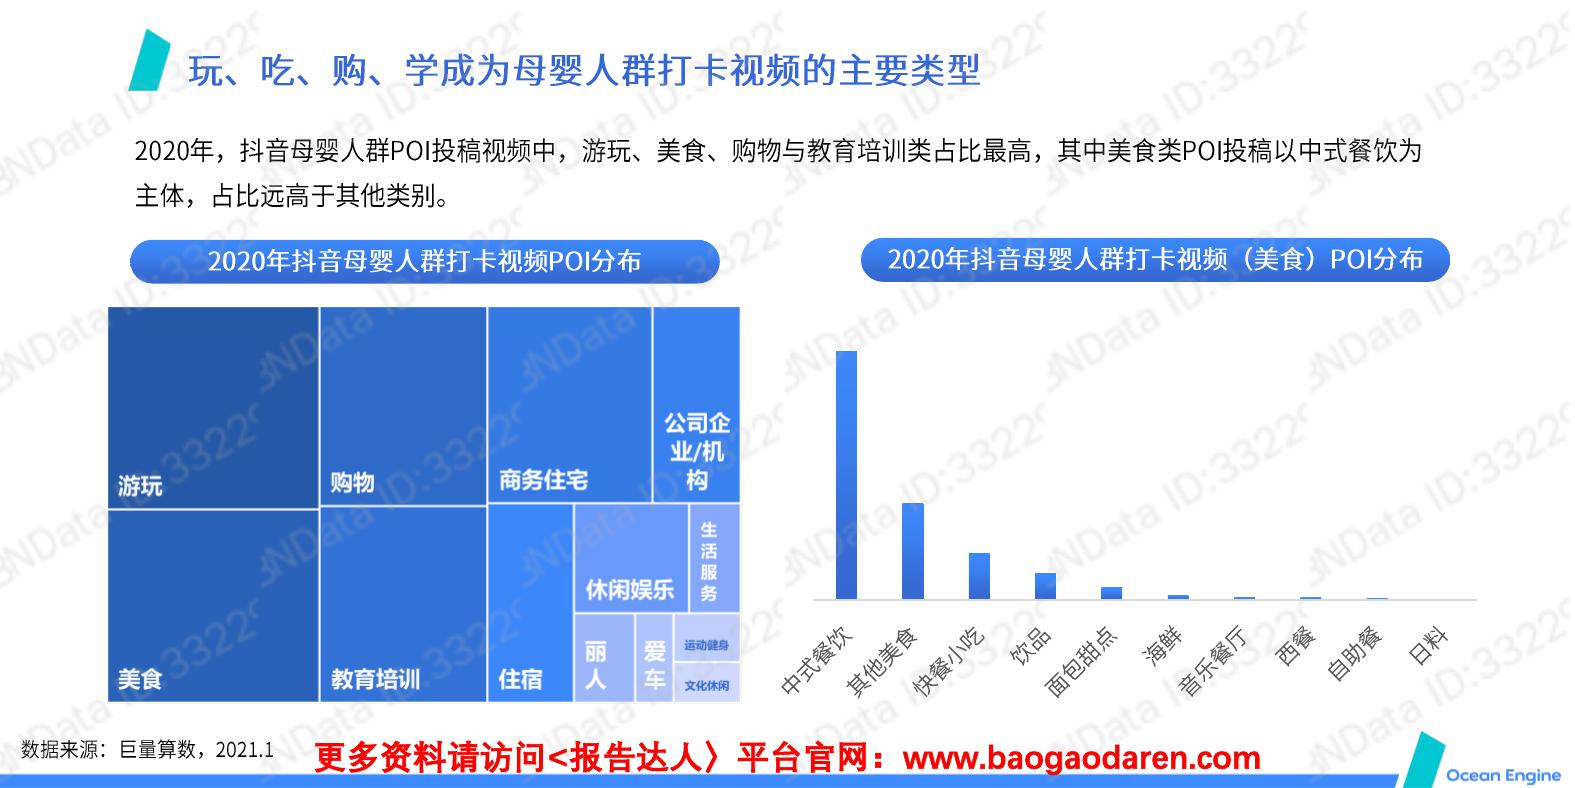 玩、吃、购、学成为母婴人群打卡视频的主要类型
2020年，抖音母婴人群POI投稿视频中，游玩、美食、购物与教育培训类占比最高，其中美食类POI投稿以中式餐饮为
主体，占比远高于其他类别。
2020年抖音母婴人群打卡视频POI分布
游玩
购物
商务住宅
公司企
业/机
构
美食
教育培训
住宿
休闲娱乐
生
活
服
务
丽
人
爱
车
运动健身
文化休闲
2020年抖音母婴人群打卡视频（美食）POI分布
中式餐饮
其他美食
快餐小吃
饮品
面包甜点
海鲜
音乐餐厅
西餐
自助餐
日料
数据来源：巨量算数，2021.1
更多资料请访问<报告达人〉平台官网：www.baogaodaren.com
Ocean Engine